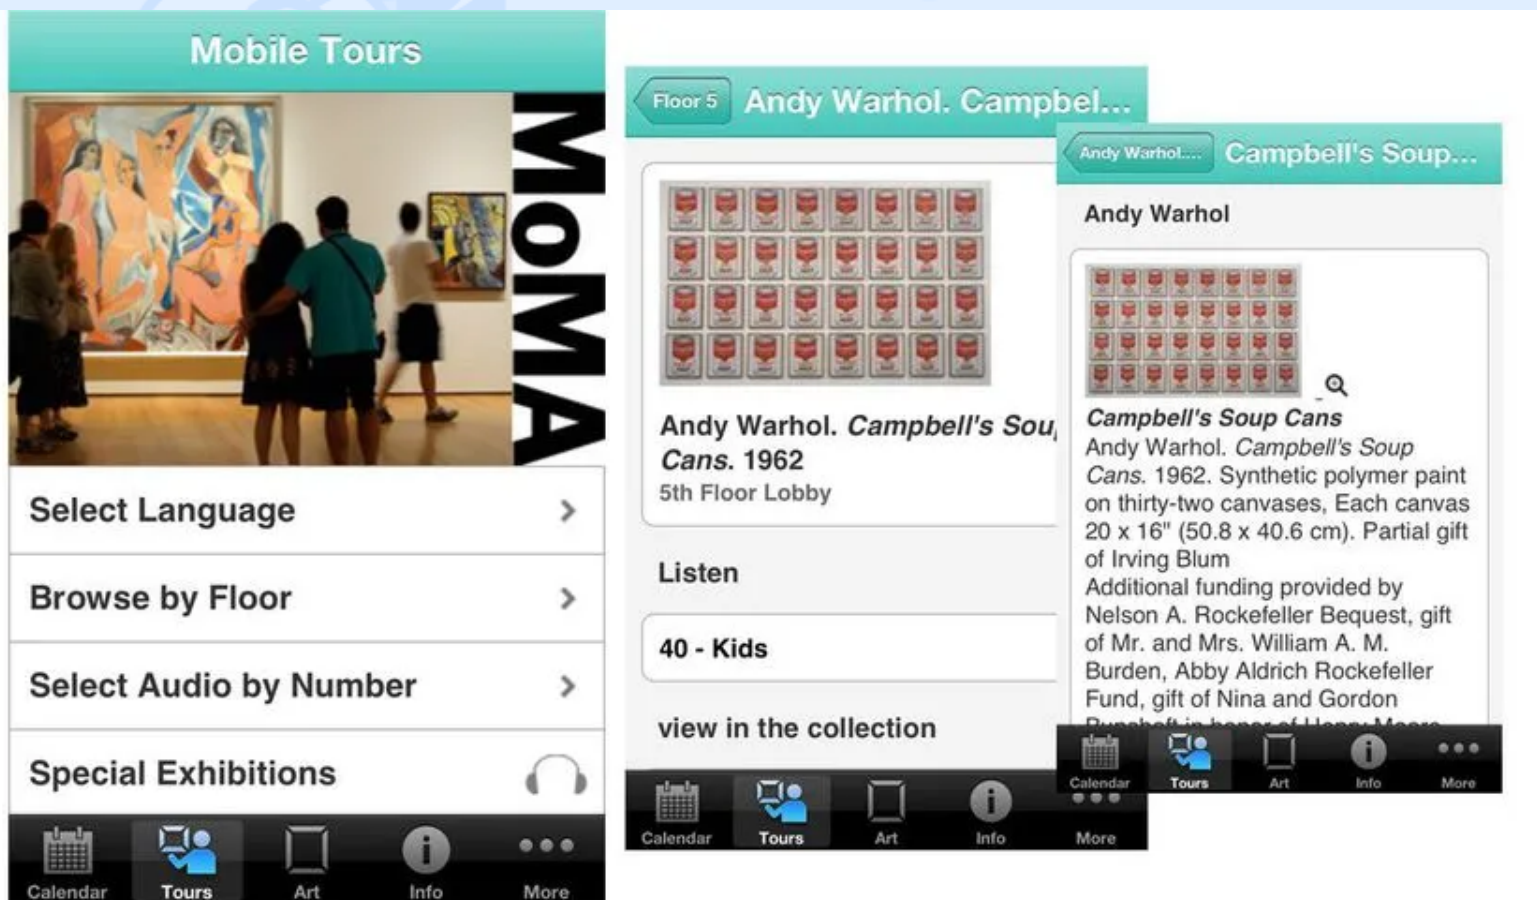 Mobile Tours
MoMA
Select Language
Browse by Floor
Select Audio by Number
Special Exhibitions
Calendar
Tours
Art
Info
More
Floor 5
Andy Warhol. Campbel...
Andy Warhol. Campbell's Sou
Cans. 1962
5th Floor Lobby
Listen
40 - Kids
view in the collection
Calendar
Tours
Art
Info
More
Andy Warhol....
Campbell's Soup...
Andy Warhol
Campbell's Soup Cans
Andy Warhol. Campbell's Soup
Cans. 1962. Synthetic polymer paint
on thirty-two canvases, Each canvas
20 x 16" (50.8 x 40.6 cm). Partial gift
of Irving Blum
Additional funding provided by
Nelson A. Rockefeller Bequest, gift
of Mr. and Mrs. William A. M.
Burden, Abby Aldrich Rockefeller
Fund, gift of Nina and Gordon
Calendar
Tours
Art
Info
More